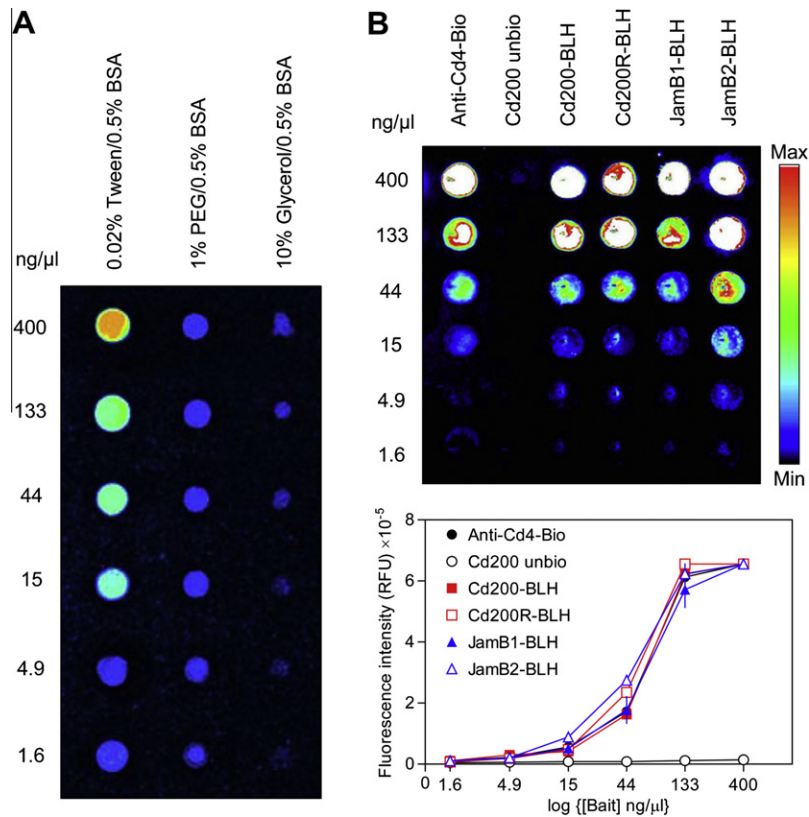 A
0.02% Tween/0.5% BSA
1% PEG/0.5% BSA
10% Glycerol/0.5% BSA
ng/µl
400
133
44
15
4.9
1.6
B
Anti-Cd4-Bio
Cd200 unbio
Cd200-BLH
Cd200R-BLH
JamB1-BLH
JamB2-BLH
ng/µl
400
133
44
15
4.9
1.6
Max
Min
Fluorescence intensity (RFU) ×10⁻⁵
8
6
4
2
0
Anti-Cd4-Bio
Cd200 unbio
Cd200-BLH
Cd200R-BLH
JamB1-BLH
JamB2-BLH
0 1.6 4.9 15 44 133 400
log {[Bait] ng/µl}